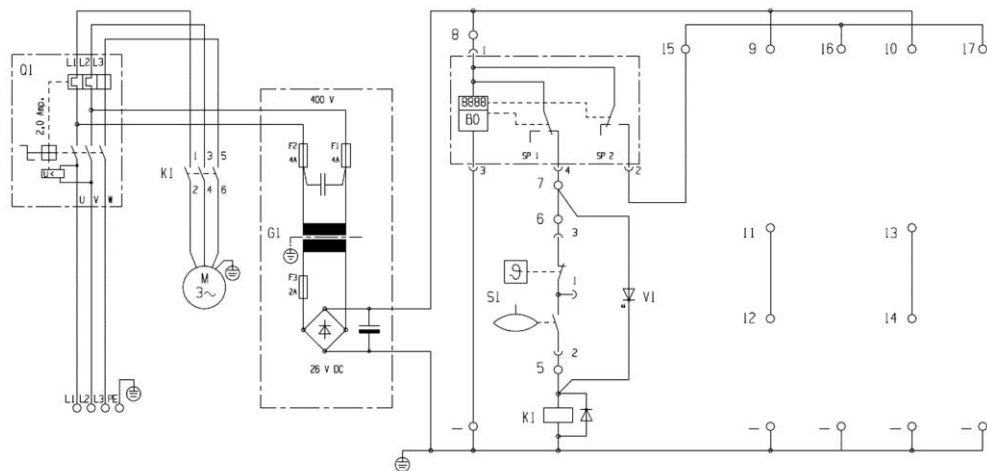 8
15
9
16
10
17
L1 L2 L3
Q1
2,0 Amp.
U<
U V W
1 3 5
K1
2 4 6
M
3~
L1 L2 L3 PE
400 V
F2
4A
F1
4A
G1
F3
2A
26 V DC
1
8888
B0
SP 1
SP 2
3
4
2
7
6
3
ϑ
1
S1
V1
2
5
K1
11
13
12
14